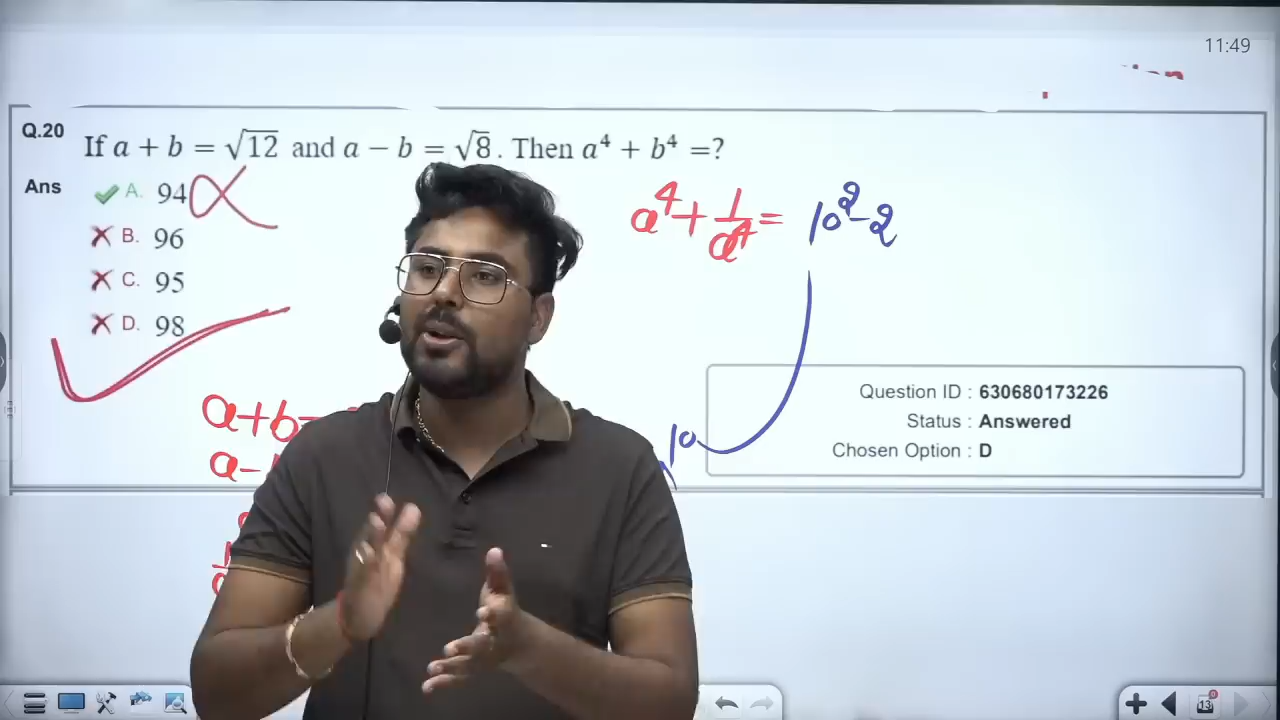 11:49
Q.20 If a + b = √12 and a − b = √8. Then a⁴ + b⁴ =?
Ans A. 94
B. 96
C. 95
D. 98
a⁴ + 1/a⁴ = 10² - 2
a+b=
a-
10
Question ID : 630680173226
Status : Answered
Chosen Option : D
13